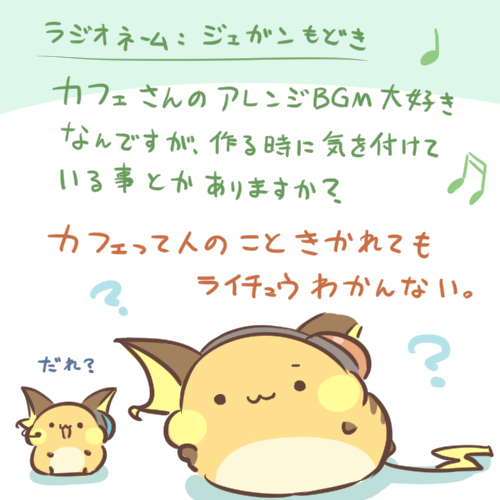 ラジオネーム：ジェガンもどき
カフェさんのアレンジBGM大好き
なんですが、作る時に気を付けて
いる事とかありますか？
カフェって人のこときかれても
ライチュウわかんない。
?
?
だれ？